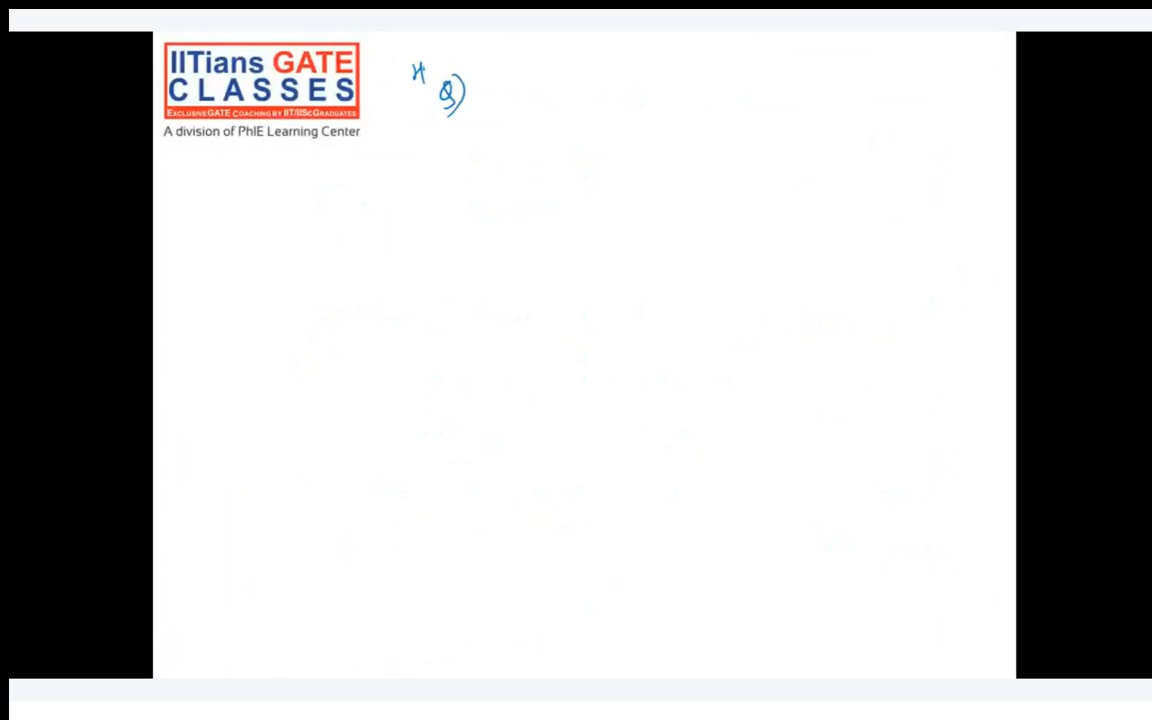 IITians GATE
CLASSES
EXCLUSIVE GATE COACHING BY IIT/IISC GRADUATES
A division of PhIE Learning Center
Q)